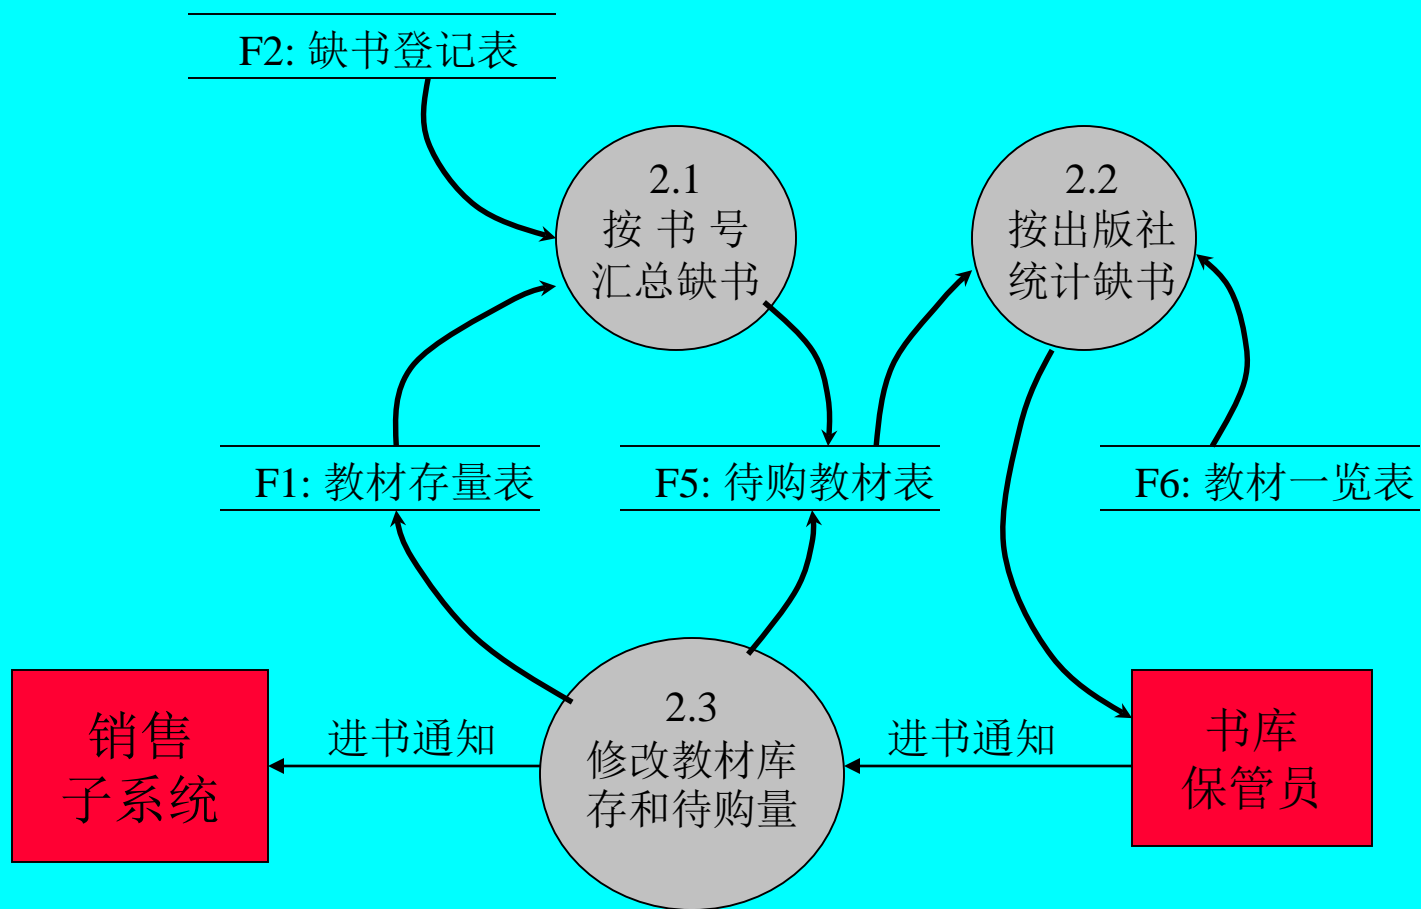 F2: 缺书登记表
2.1
按 书 号
汇总缺书
2.2
按出版社
统计缺书
F1: 教材存量表
F5: 待购教材表
F6: 教材一览表
销售
子系统
进书通知
2.3
修改教材库
存和待购量
进书通知
书库
保管员